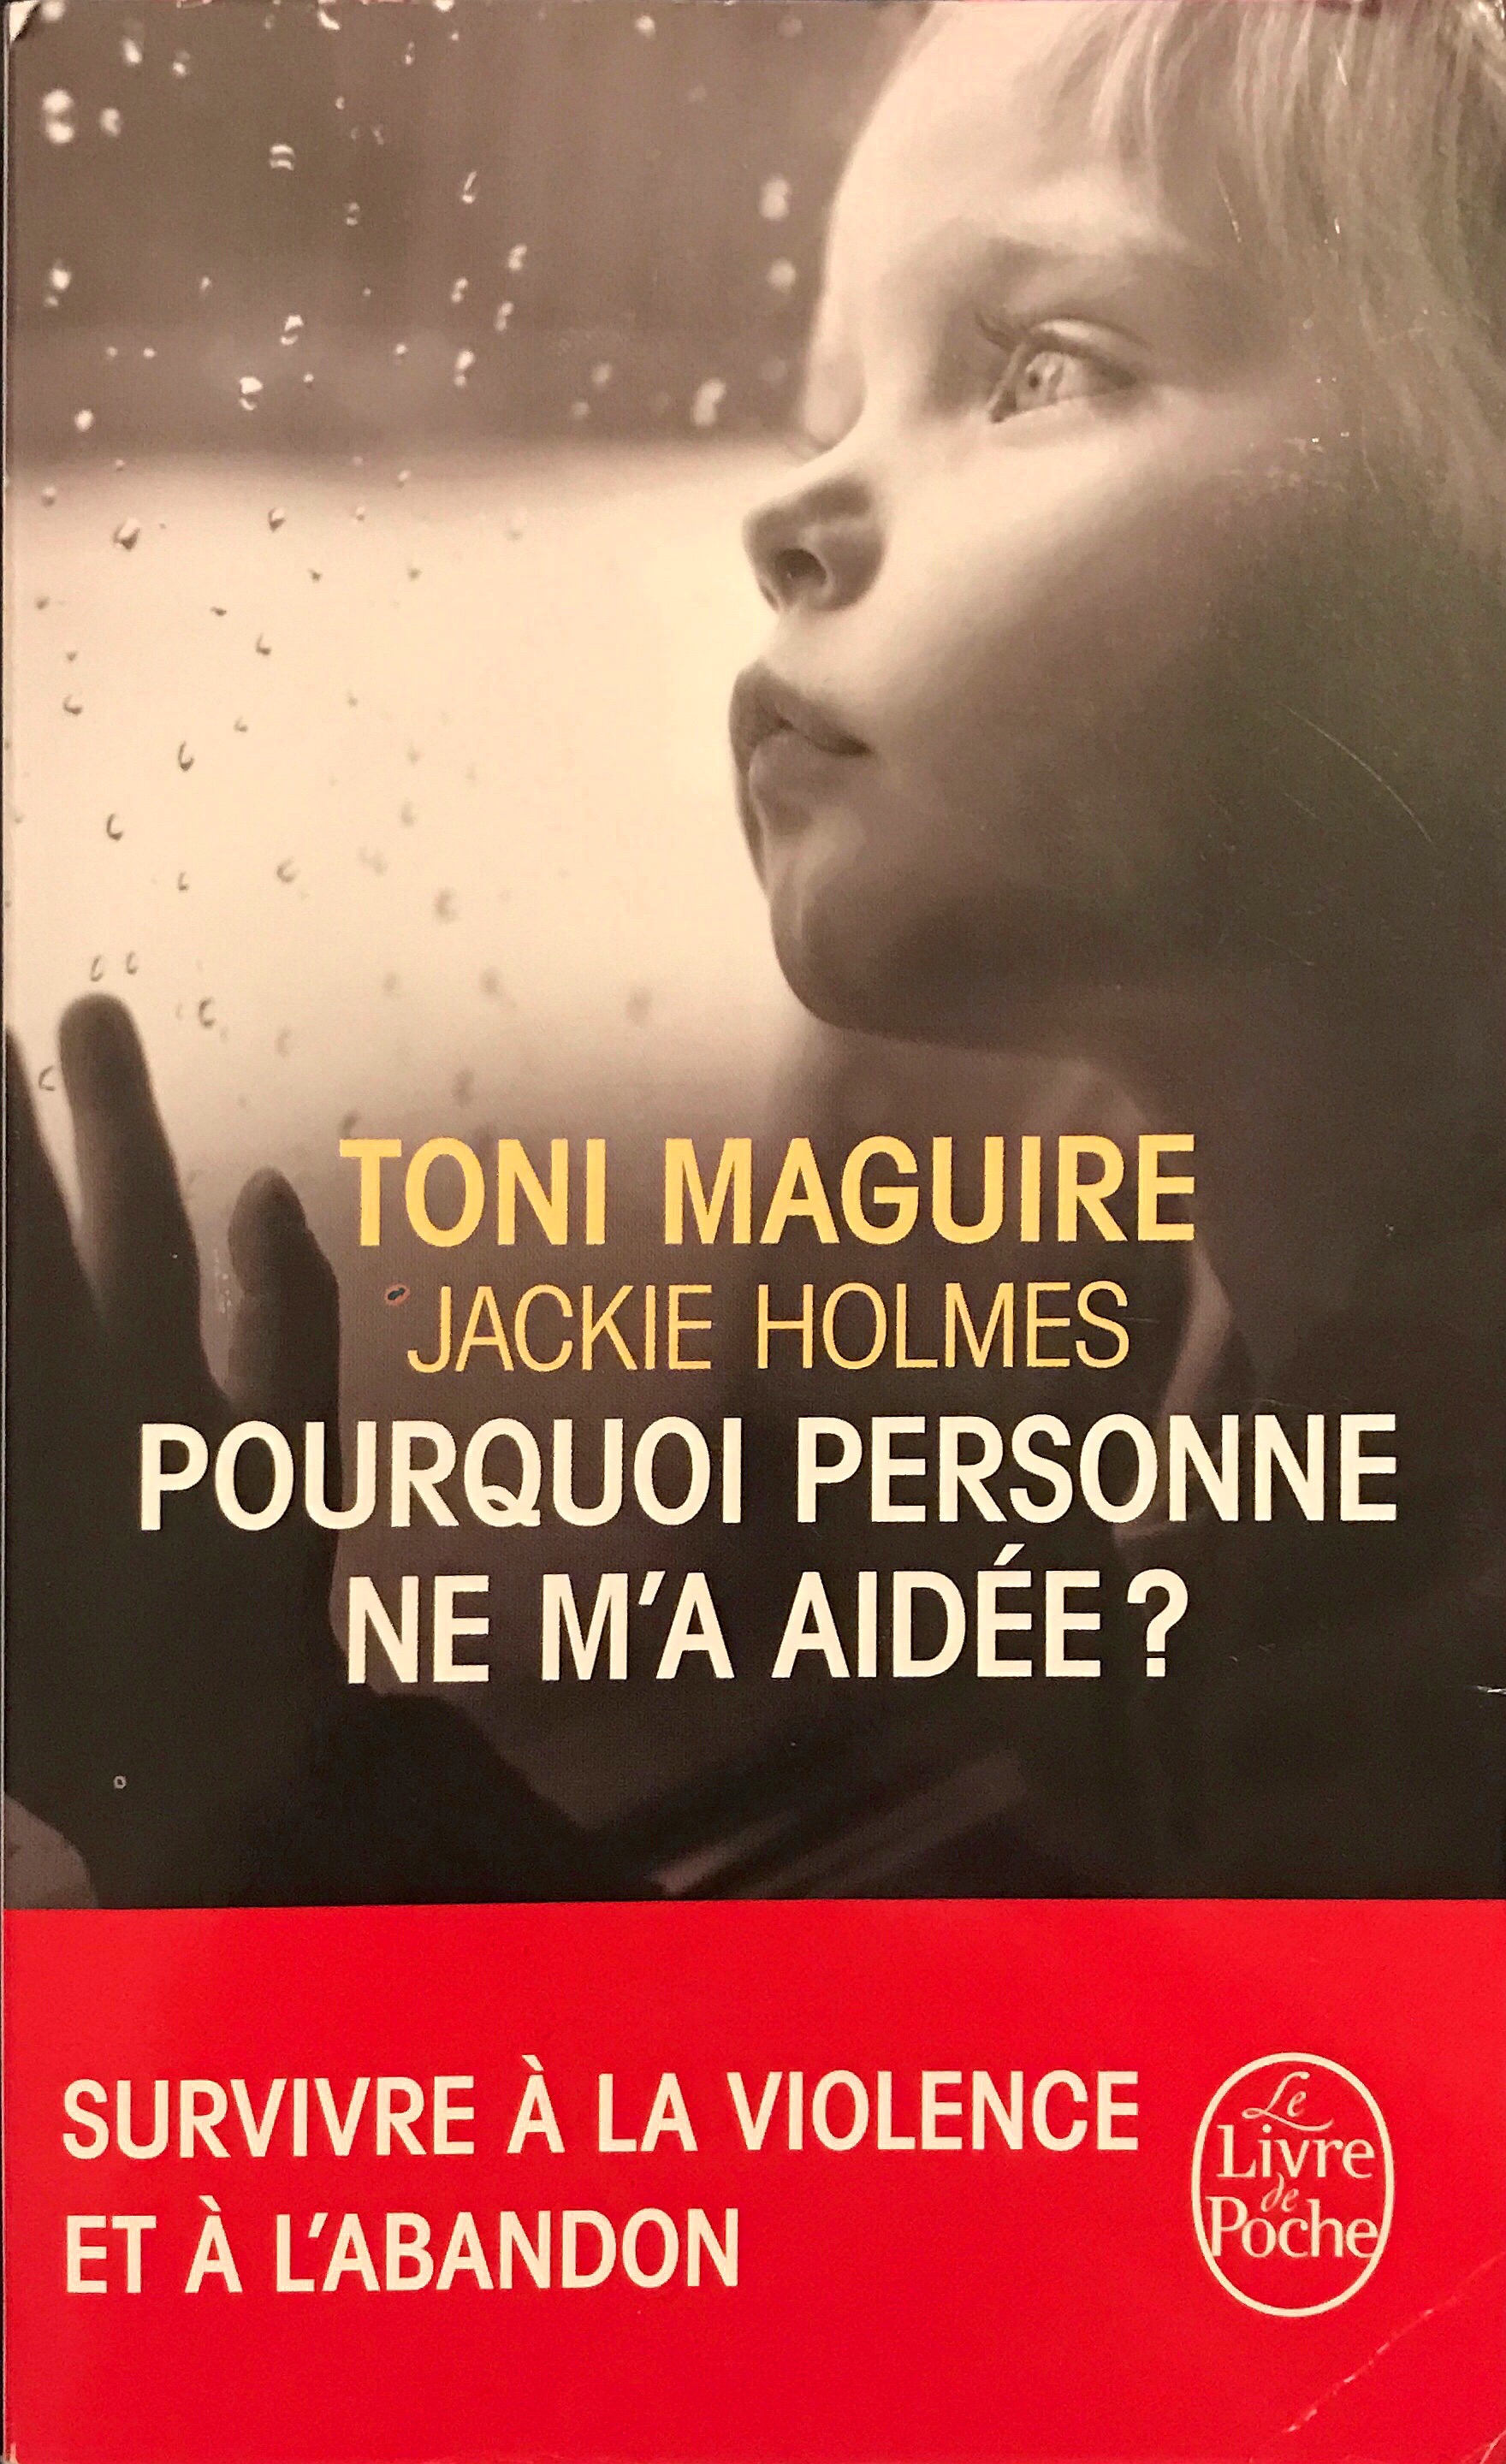 TONI MAGUIRE
JACKIE HOLMES
POURQUOI PERSONNE
NE M'A AIDÉE ?
SURVIVRE À LA VIOLENCE
ET À L'ABANDON
Le
Livre
de
Poche